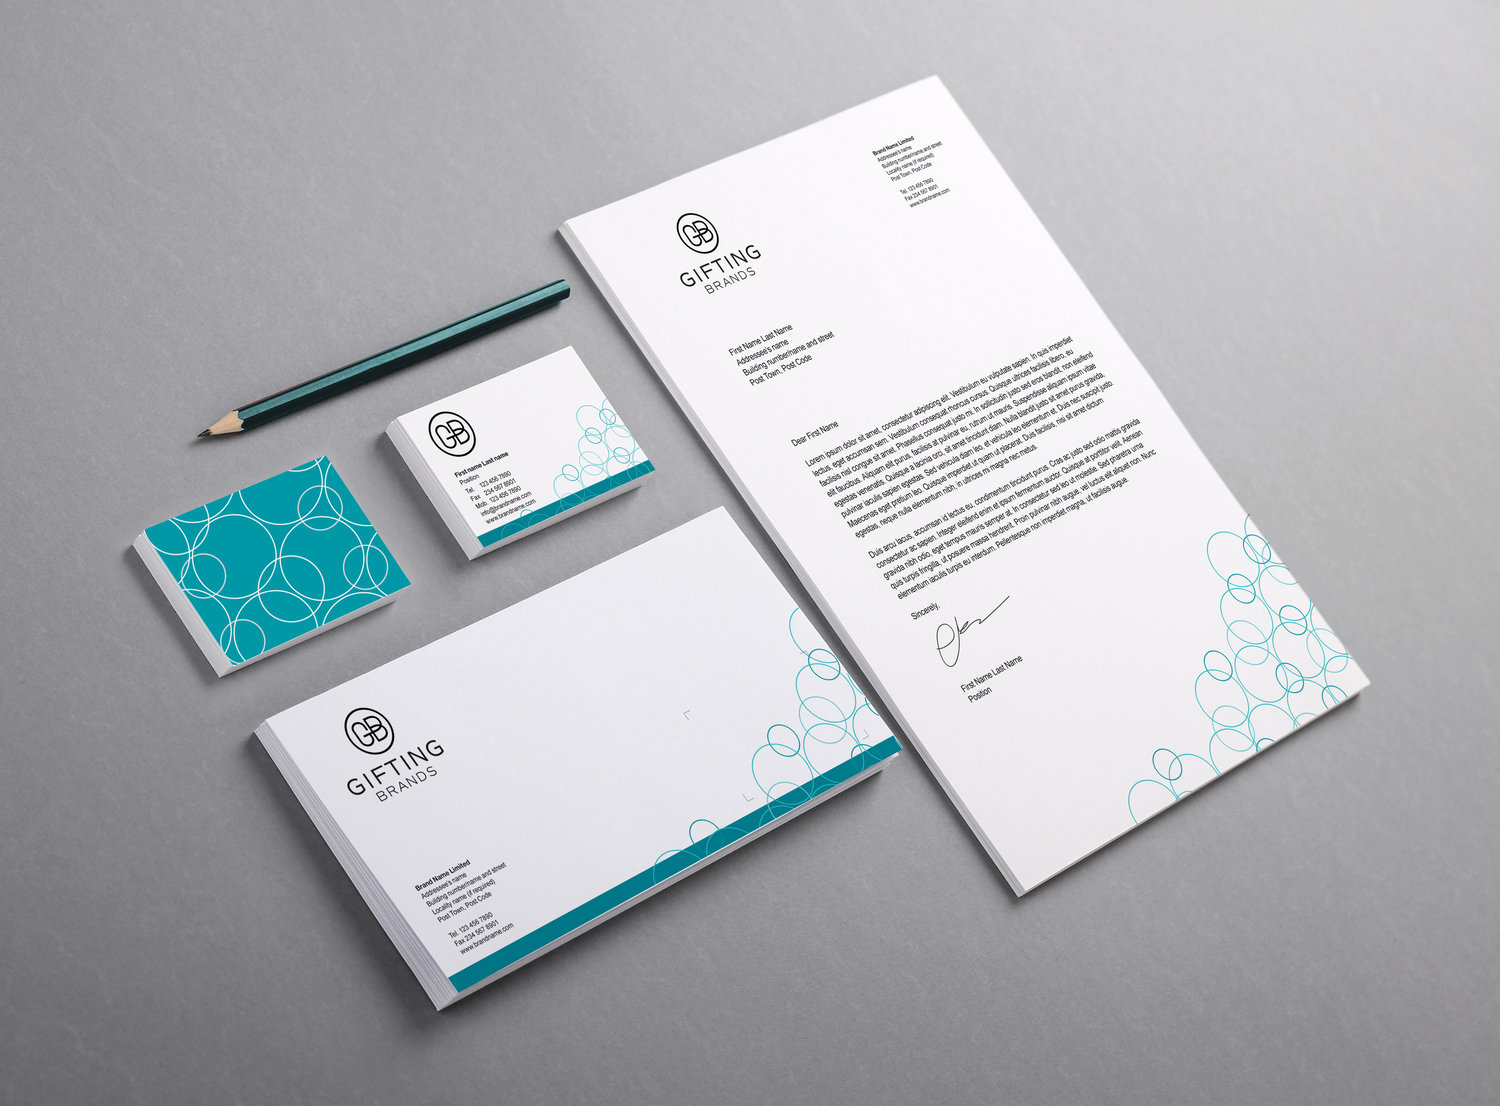 GB
GIFTING
BRANDS
Brand Name Limited
Addressee's name
Building number/name and street
Locality name (if required)
Post Town, Post Code
Tel. 123 456 7890
Fax 234 567 8901
www.brandname.com
First Name Last Name
Addressee's name
Building number/name and street
Post Town, Post Code
Dear First Name
Lorem ipsum dolor sit amet, consectetur adipiscing elit. Vestibulum eu vulputate sapien. In quis imperdiet
lectus, eget accumsan sem. Vestibulum consequat rhoncus cursus. Quisque ultrices facilisis libero, eu
facilisis nisl congue sit amet. Phasellus consequat justo mi. In sollicitudin justo sed eros blandit, non eleifend
elit faucibus. Aliquam elit purus, facilisis at pulvinar eu, rutrum ut mauris. Suspendisse aliquam ipsum vitae
egestas venenatis. Quisque a lacinia orci, sit amet tincidunt diam. Nulla blandit justo sit amet purus gravida,
pulvinar iaculis sapien egestas. Sed vehicula diam leo, et vehicula leo elementum et. Duis nec suscipit justo.
Maecenas eget pretium leo. Quisque imperdiet ut quam ut placerat. Duis facilisis, nisi sit amet dictum
egestas, neque nulla elementum nibh, in ultrices mi magna nec metus.
Duis arcu lacus, accumsan id lectus eu, condimentum tincidunt purus. Cras ac justo sed odio mattis gravida
consectetur ac sapien. Integer eleifend enim et ipsum fermentum auctor. Quisque at porttitor velit. Aenean
gravida nibh odio, eget tempus mauris semper at. In consectetur sed leo ut molestie. Sed pharetra urna
quis turpis fringilla, ut posuere massa hendrerit. Proin pulvinar nibh augue, vel luctus elit aliquet non. Nunc
elementum iaculis turpis eu interdum. Pellentesque non imperdiet magna, ut facilisis augue.
Sincerely,
First Name Last Name
Position
GB
First name Last name
Position
Tel. 123 456 7890
Fax 234 567 8901
Mob. 123 456 7890
info@brandname.com
www.brandname.com
GB
GIFTING
BRANDS
Brand Name Limited
Addressee's name
Building number/name and street
Locality name (if required)
Post Town, Post Code
Tel. 123 456 7890
Fax 234 567 8901
www.brandname.com